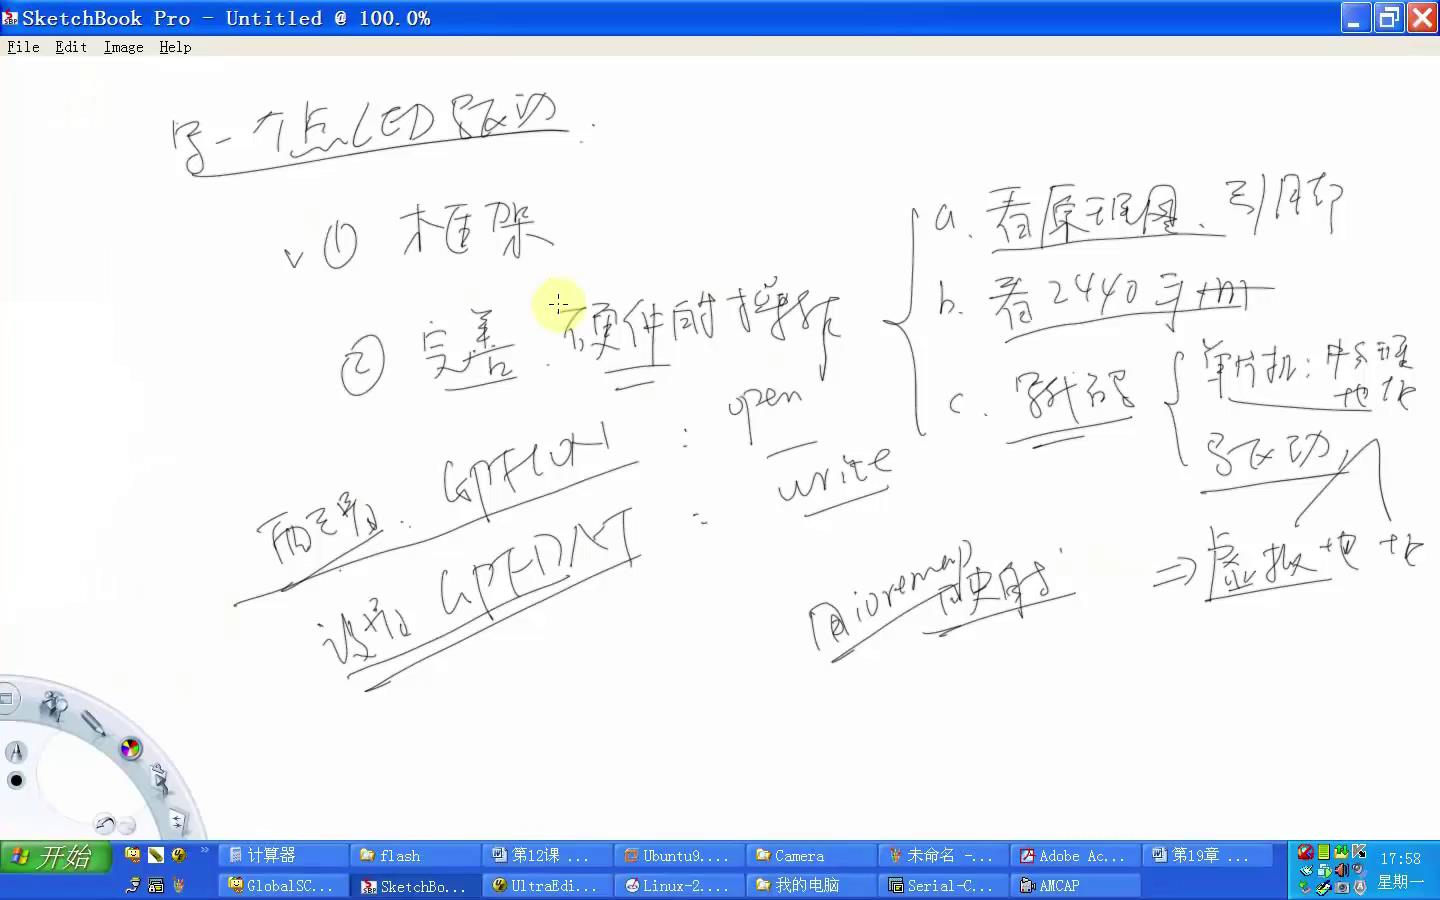 SketchBook Pro - Untitled @ 100.0%
File Edit Image Help
写一个点LED驱动.
√① 框架
② 完善.硬件的操作
a. 看原理图、引脚
b. 看2440手册
c. 写代码
单片机:物理地址
驱动
⇒虚拟地址
用ioremap映射
配置. GPFCON : open
设置 GPFDAT : write
开始
计算器
flash
第12课 ...
Ubuntu9....
Camera
未命名 -...
Adobe Ac...
第19章 ...
17:58
GlobalSC...
SketchBo...
UltraEdi...
Linux-2....
我的电脑
Serial-C...
AMCAP
星期一